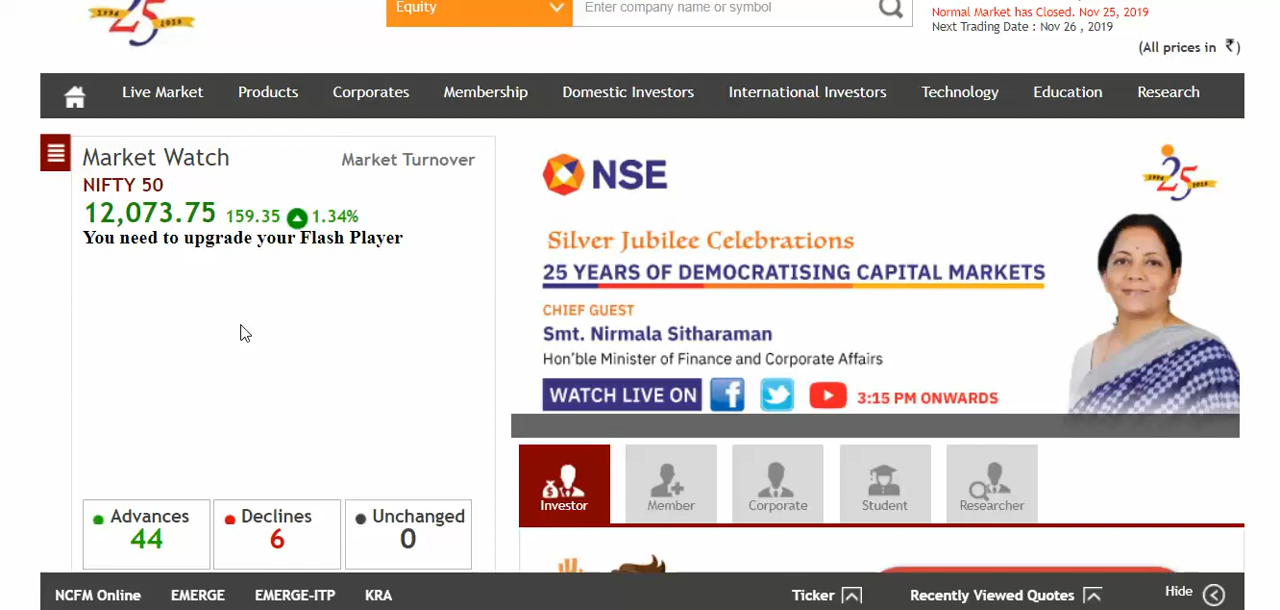 Equity
Enter company name or symbol
Normal Market has Closed. Nov 25, 2019
Next Trading Date : Nov 26 , 2019
(All prices in ₹)
Live Market Products Corporates Membership Domestic Investors International Investors Technology Education Research
Market Watch
Market Turnover
NIFTY 50
12,073.75 159.35 1.34%
You need to upgrade your Flash Player
Advances
44
Declines
6
Unchanged
0
NSE
25
Silver Jubilee Celebrations
25 YEARS OF DEMOCRATISING CAPITAL MARKETS
CHIEF GUEST
Smt. Nirmala Sitharaman
Hon'ble Minister of Finance and Corporate Affairs
WATCH LIVE ON
3:15 PM ONWARDS
Investor
Member
Corporate
Student
Researcher
NCFM Online EMERGE EMERGE-ITP KRA Ticker Recently Viewed Quotes Hide